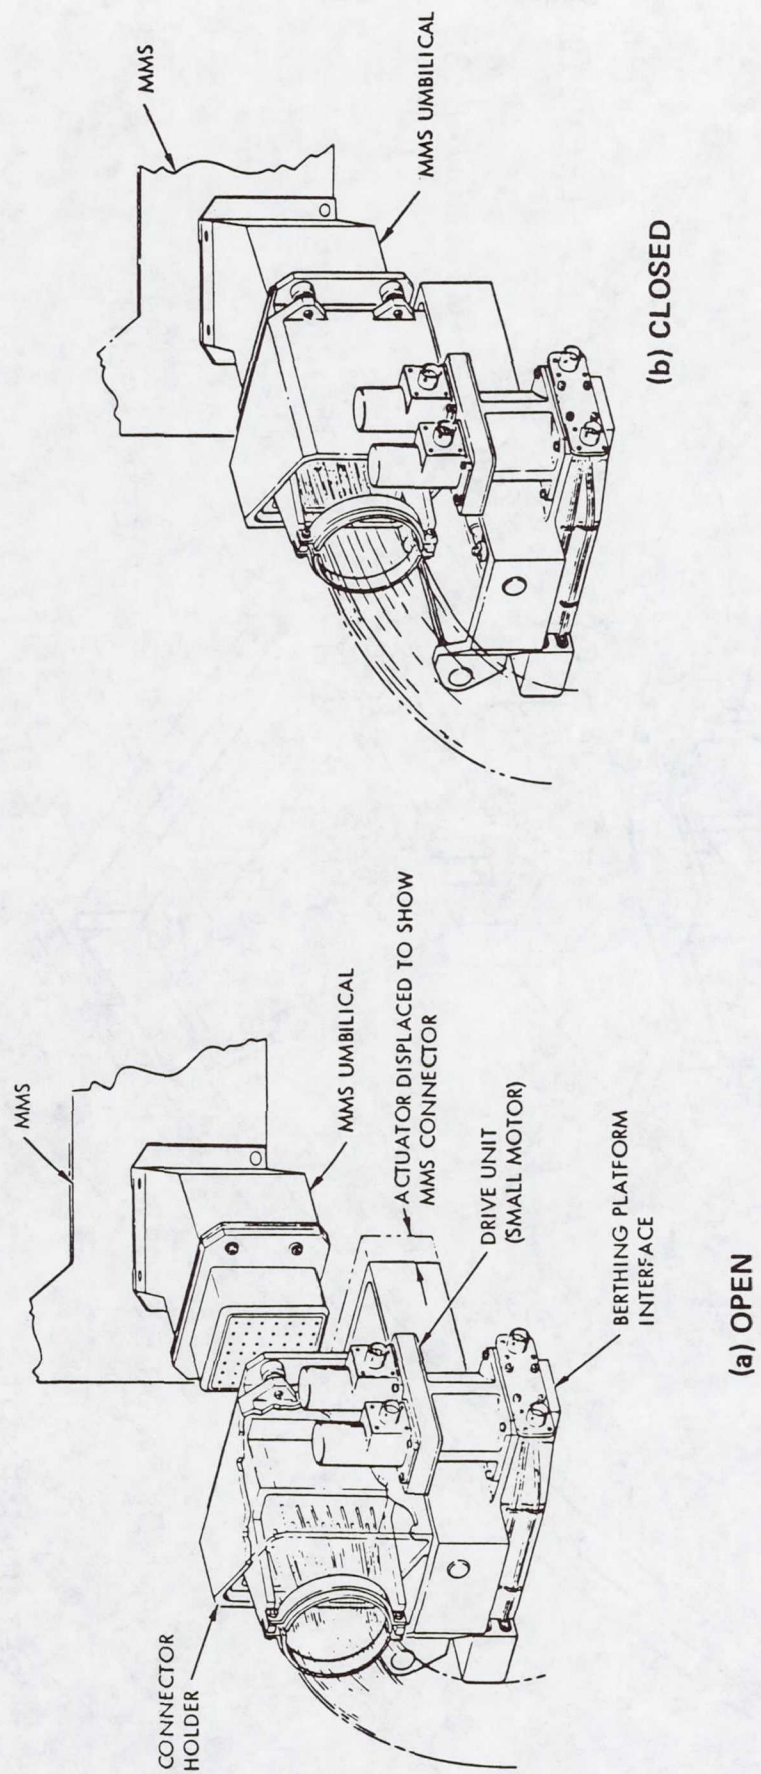 MMS
MMS UMBILICAL
CONNECTOR
HOLDER
ACTUATOR DISPLACED TO SHOW
MMS CONNECTOR
DRIVE UNIT
(SMALL MOTOR)
BERTHING PLATFORM
INTERFACE
(a) OPEN
MMS
MMS UMBILICAL
(b) CLOSED